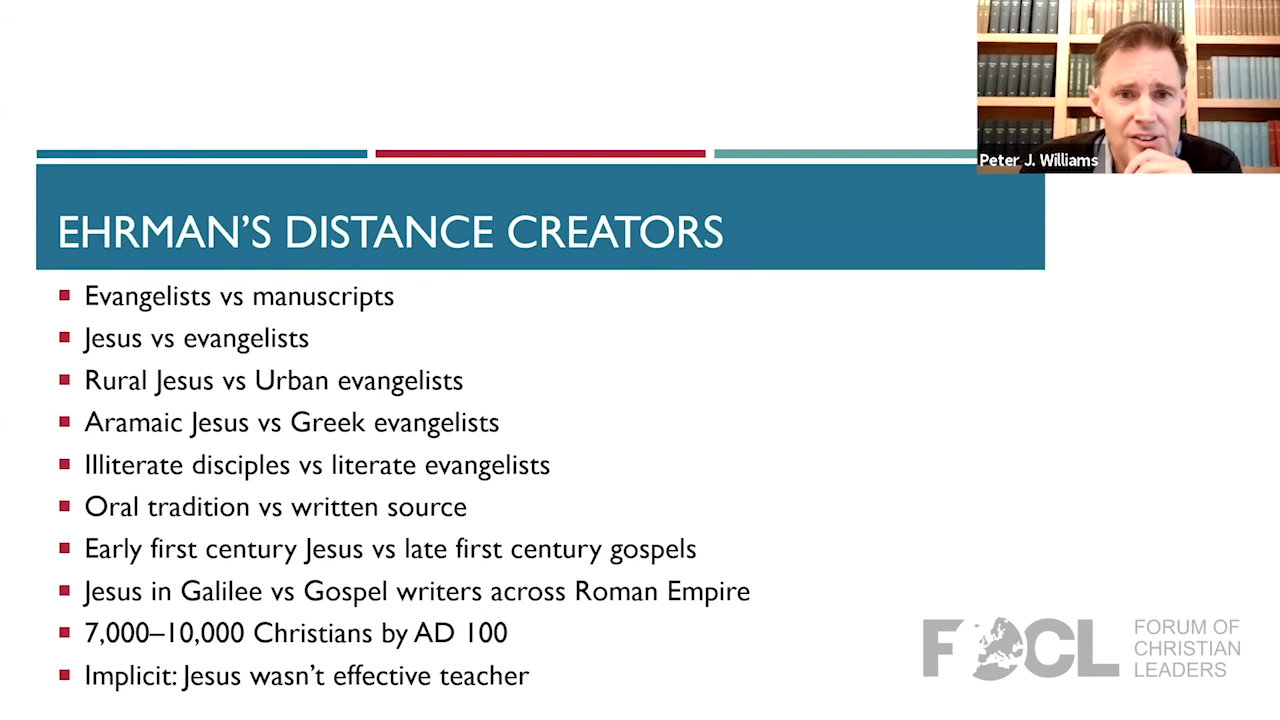 Peter J. Williams
EHRMAN'S DISTANCE CREATORS
Evangelists vs manuscripts
Jesus vs evangelists
Rural Jesus vs Urban evangelists
Aramaic Jesus vs Greek evangelists
Illiterate disciples vs literate evangelists
Oral tradition vs written source
Early first century Jesus vs late first century gospels
Jesus in Galilee vs Gospel writers across Roman Empire
7,000–10,000 Christians by AD 100
Implicit: Jesus wasn't effective teacher
FOCL
FORUM OF
CHRISTIAN
LEADERS